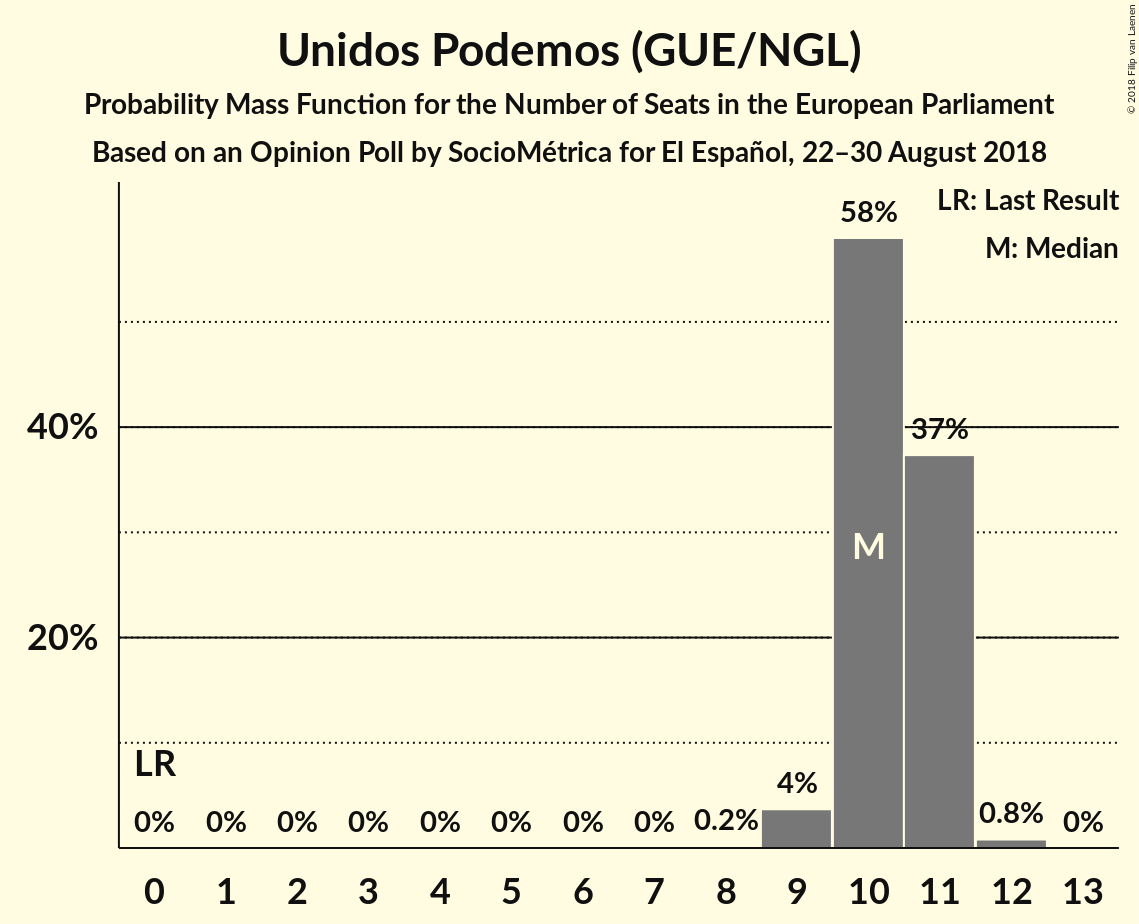 Unidos Podemos (GUE/NGL)
Probability Mass Function for the Number of Seats in the European Parliament
Based on an Opinion Poll by SocioMétrica for El Español, 22–30 August 2018
© 2018 Filip van Laenen
LR: Last Result
M: Median
58%
40%
37%
M
20%
LR
0% 0% 0% 0% 0% 0% 0% 0% 0.2% 4% 0.8% 0%
0 1 2 3 4 5 6 7 8 9 10 11 12 13